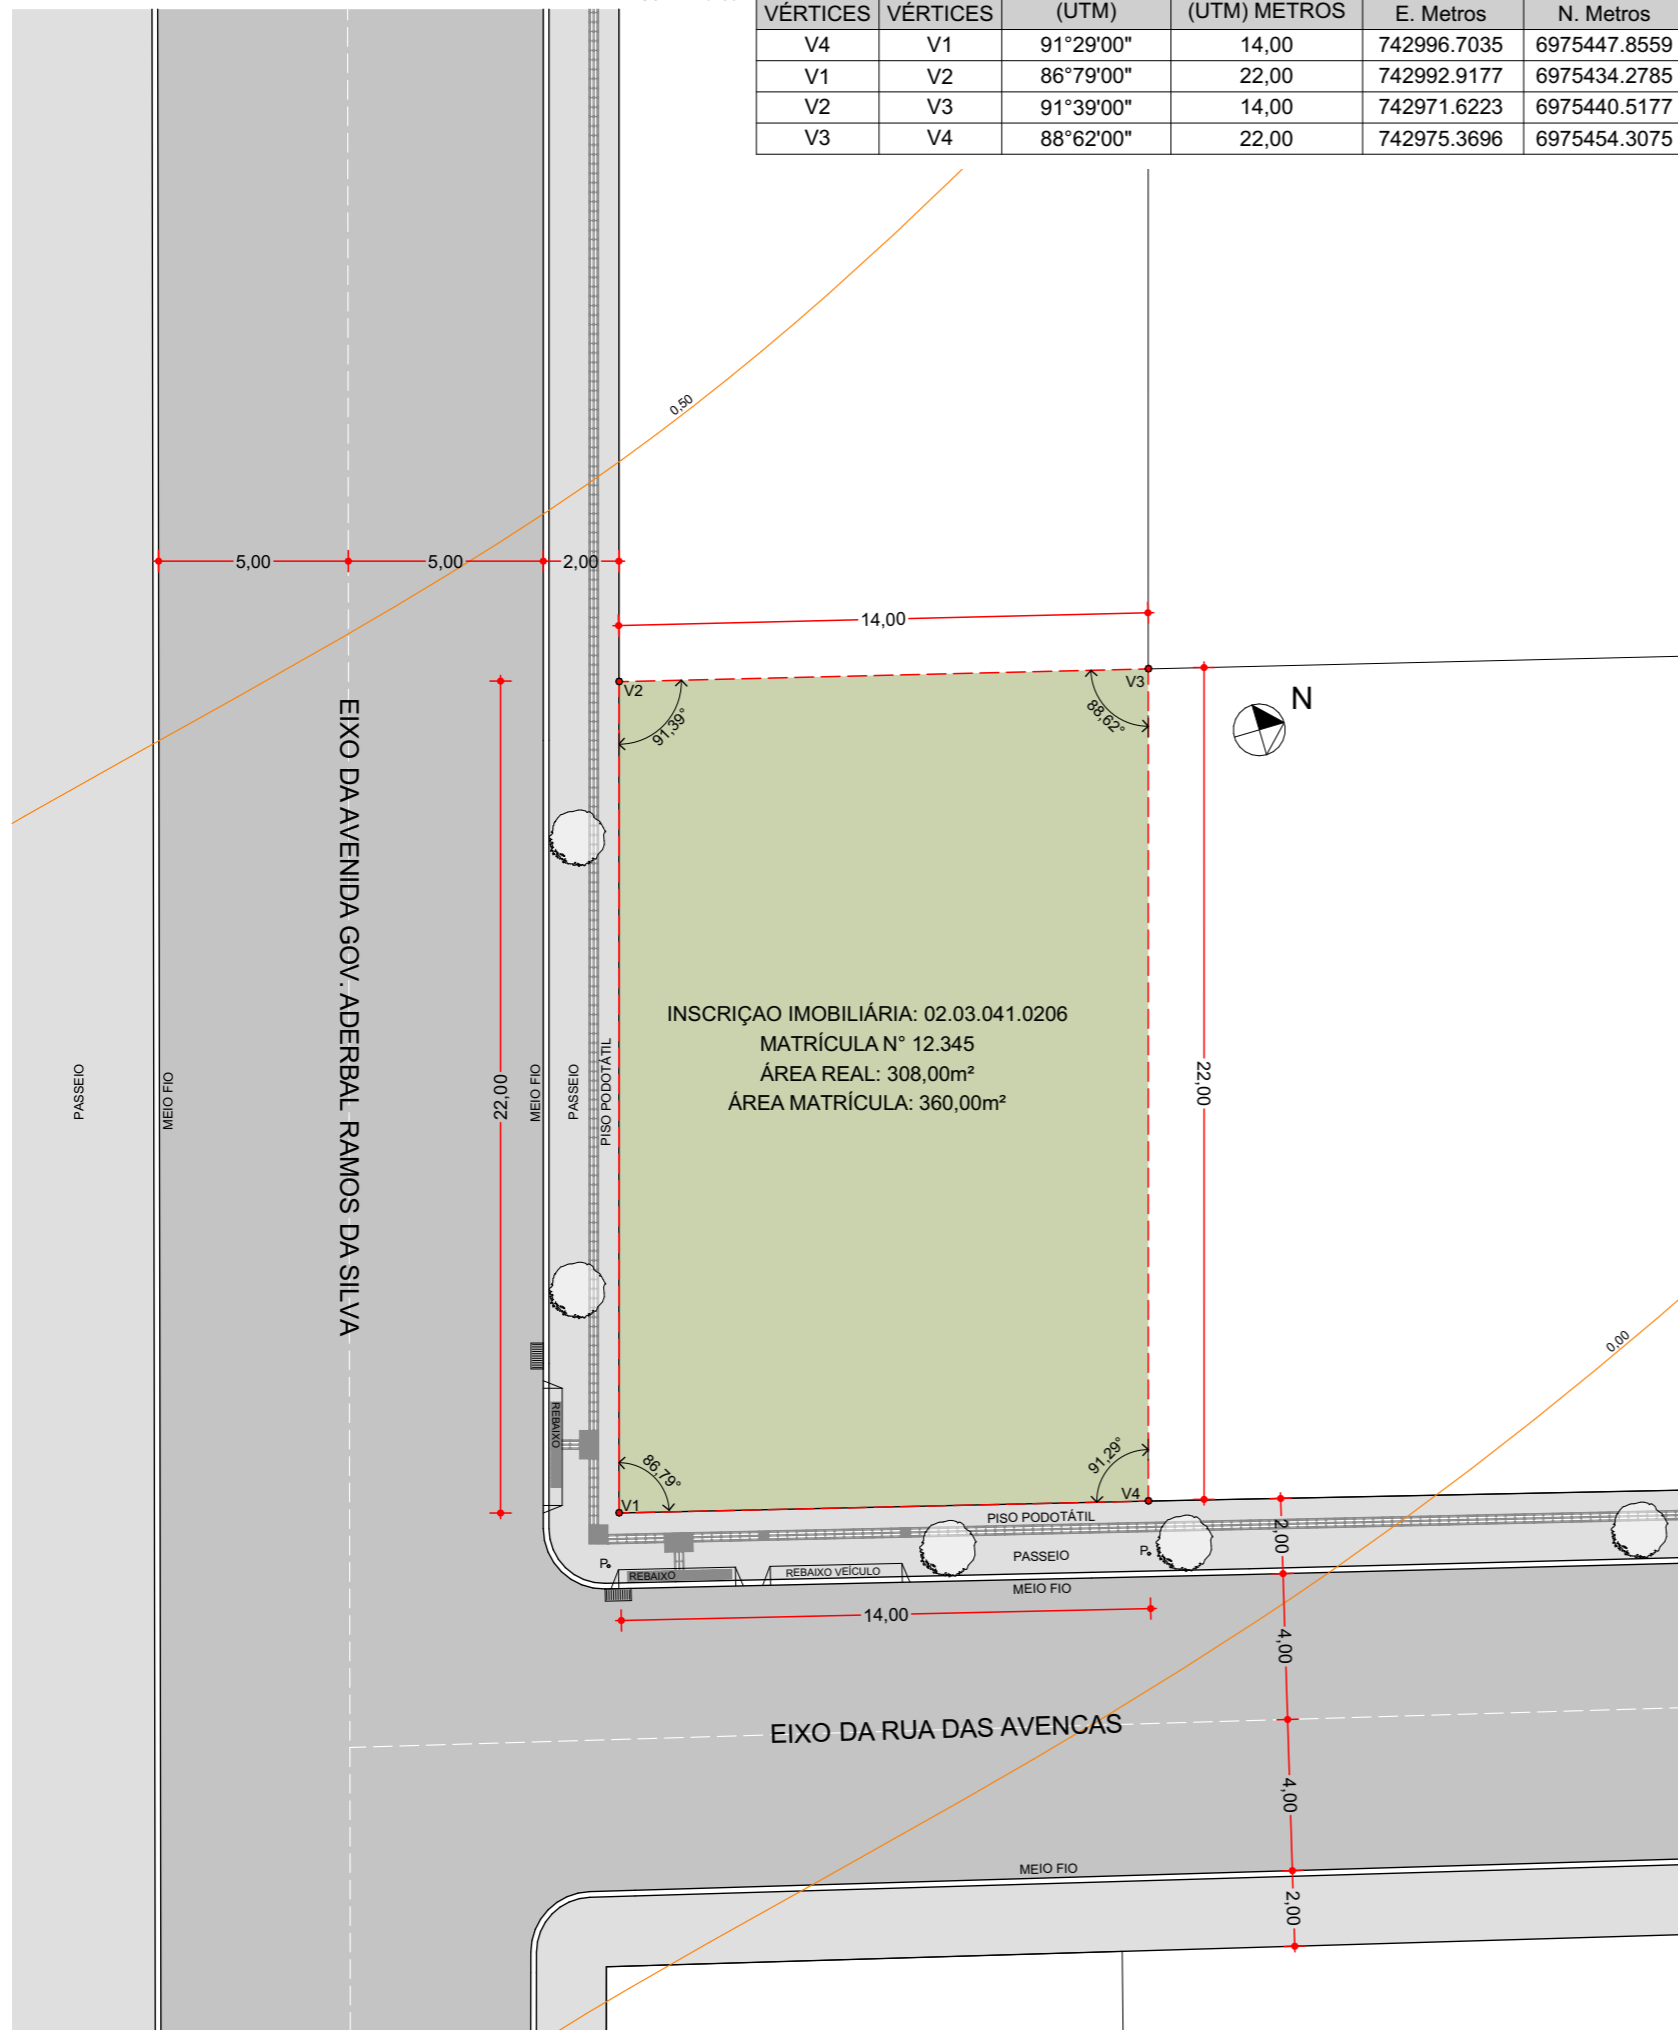 VÉRTICES VÉRTICES (UTM) (UTM) METROS E. Metros N. Metros
V4 V1 91°29'00" 14,00 742996.7035 6975447.8559
V1 V2 86°79'00" 22,00 742992.9177 6975434.2785
V2 V3 91°39'00" 14,00 742971.6223 6975440.5177
V3 V4 88°62'00" 22,00 742975.3696 6975454.3075
0,50
5,00
5,00
2,00
14,00
V2
V3
91,39°
88,62°
N
EIXO DA AVENIDA GOV. ADERBAL RAMOS DA SILVA
INSCRIÇAO IMOBILIÁRIA: 02.03.041.0206
MATRÍCULA N° 12.345
ÁREA REAL: 308,00m²
ÁREA MATRÍCULA: 360,00m²
PASSEIO
MEIO FIO
22,00
MEIO FIO
PASSEIO
PISO PODOTÁTIL
22,00
0,00
REBAIXO
86,79°
91,29°
V1
V4
PISO PODOTÁTIL
2,00
P
PASSEIO
P
REBAIXO
REBAIXO VEÍCULO
MEIO FIO
14,00
4,00
EIXO DA RUA DAS AVENCAS
4,00
MEIO FIO
2,00